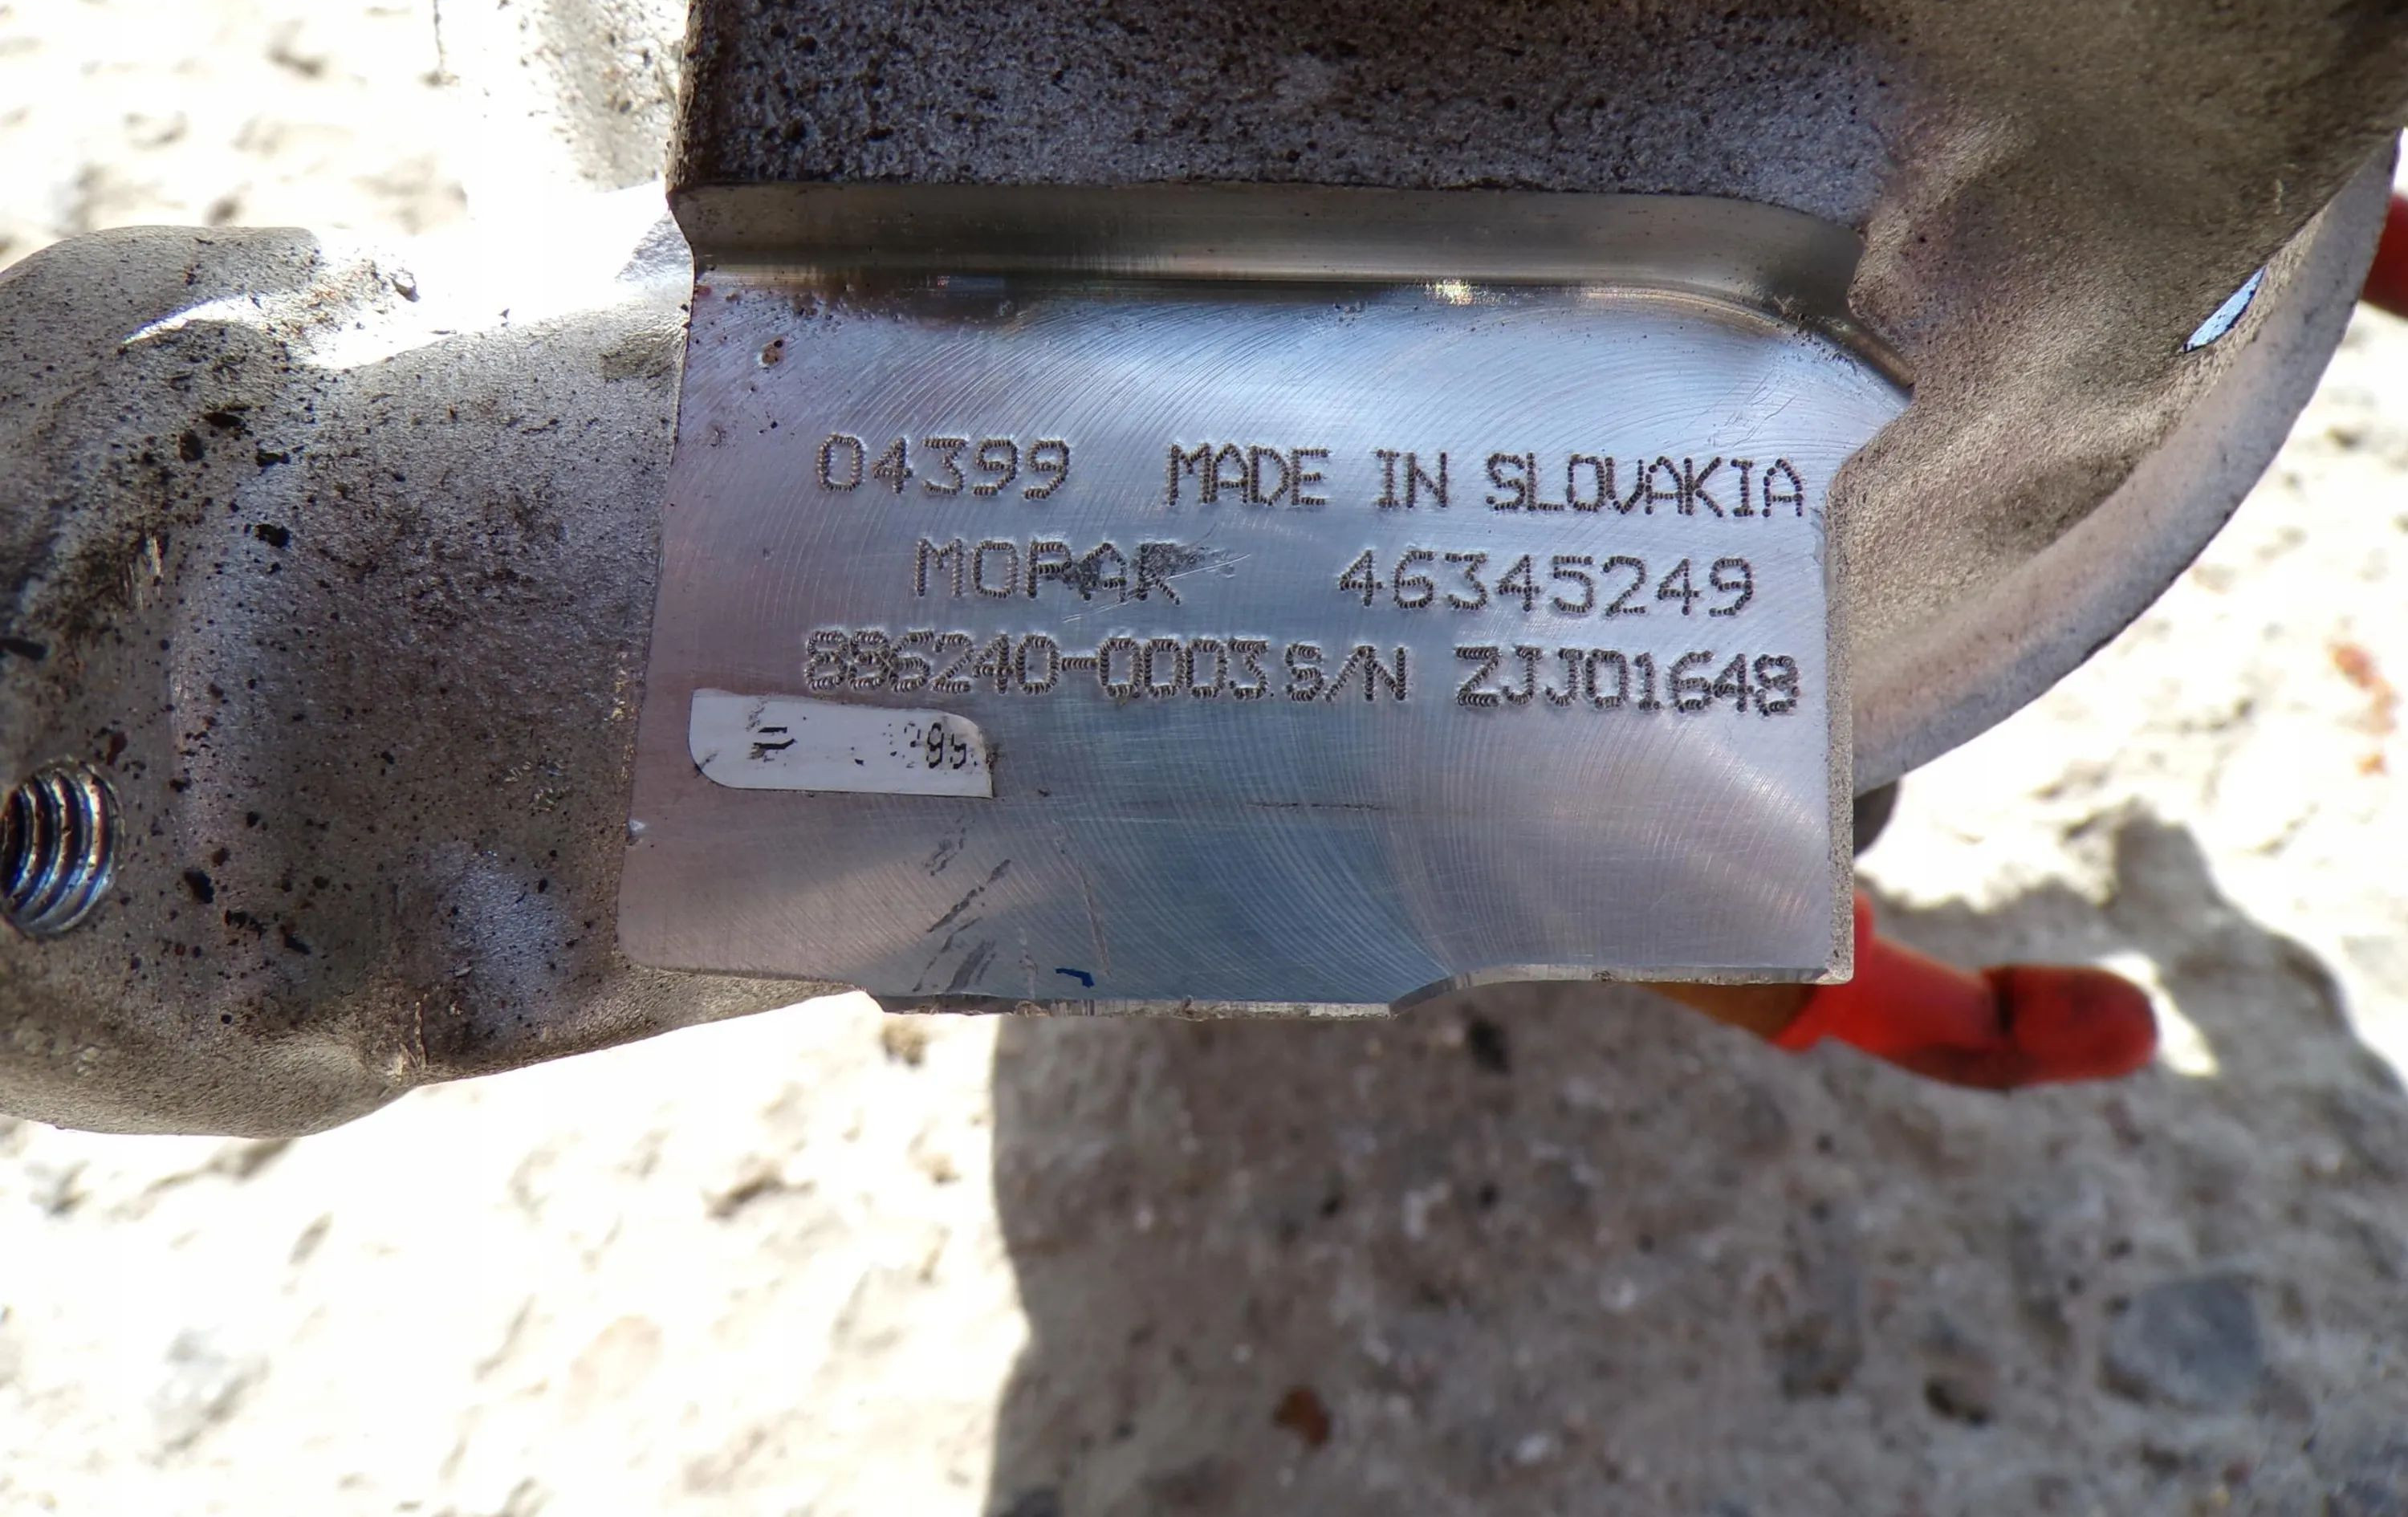 04399 MADE IN SLOVAKIA
MOPAR 46345249
886240-0003 S/N ZJJ01648